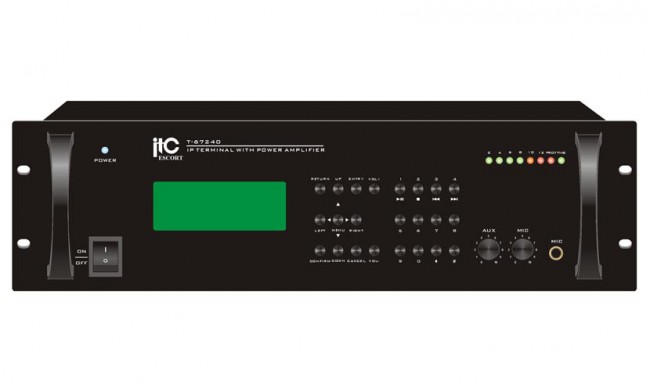 itC
ESCORT
T-67240
IP TERMINAL WITH POWER AMPLIFIER
POWER
ON
OFF
RETURN UP ENTRY VOL+
1 2 3 4
LEFT MENU RIGHT
5 6 7 8
CONFIRM DOWN CANCEL VOL-
9 0
AUX
MIC
MIC